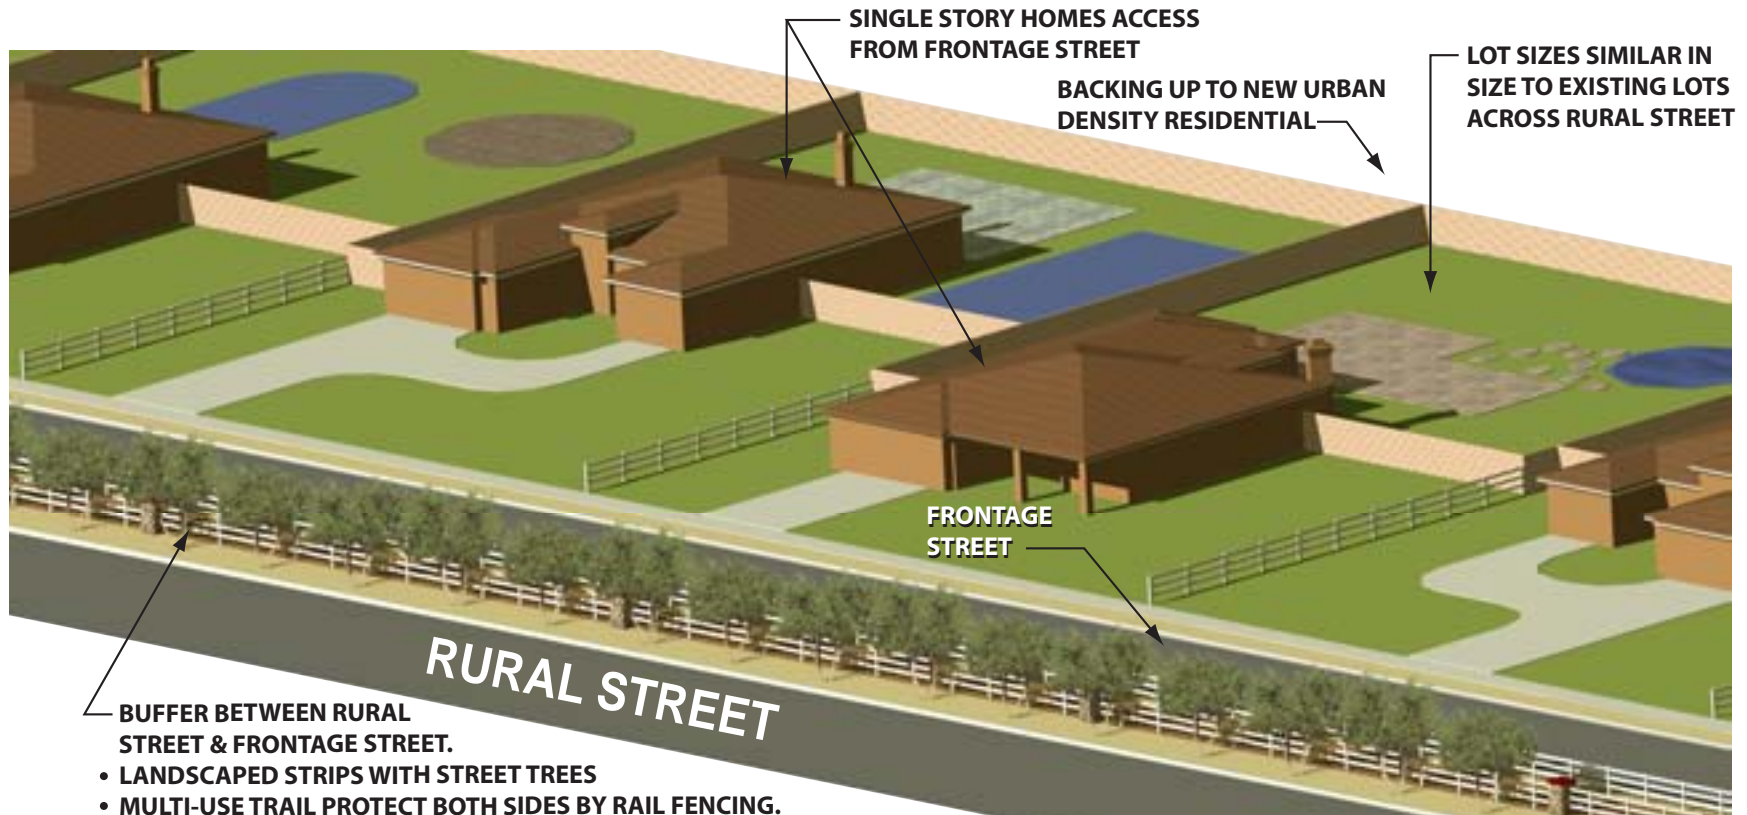 SINGLE STORY HOMES ACCESS
FROM FRONTAGE STREET
BACKING UP TO NEW URBAN
DENSITY RESIDENTIAL
LOT SIZES SIMILAR IN
SIZE TO EXISTING LOTS
ACROSS RURAL STREET
FRONTAGE
STREET
RURAL STREET
BUFFER BETWEEN RURAL
STREET & FRONTAGE STREET.
• LANDSCAPED STRIPS WITH STREET TREES
• MULTI-USE TRAIL PROTECT BOTH SIDES BY RAIL FENCING.